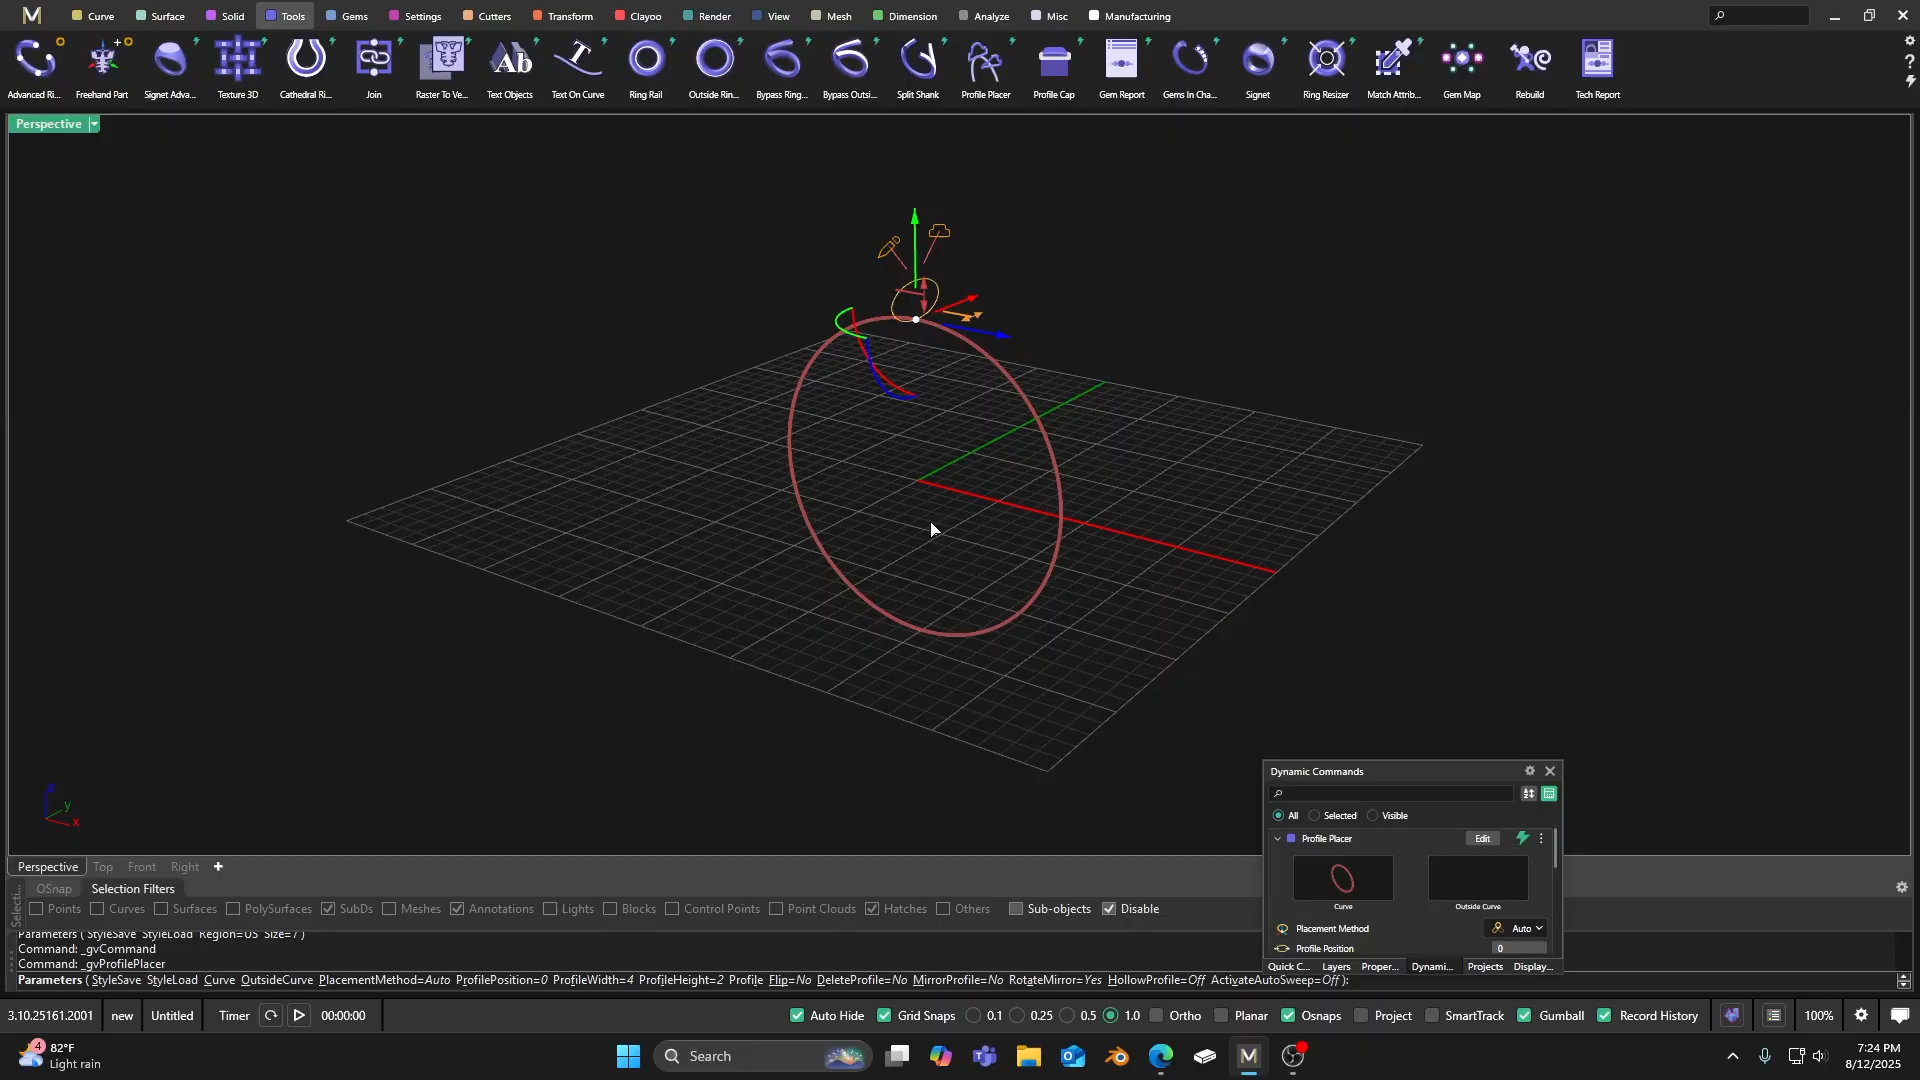 Curve Surface Solid Tools Gems Settings Cutters Transform Clayoo Render View Mesh Dimension Analyze Misc Manufacturing
Advanced Ri... Freehand Part Signet Adva... Texture 3D Cathedral Ri... Join Raster To Ve... Text Objects Text On Curve Ring Rail Outside Rin... Bypass Ring... Bypass Outsi... Split Shank Profile Placer Profile Cap Gem Report Gems In Cha... Signet Ring Resizer Match Attrib... Gem Map Rebuild Tech Report
Perspective
z
y
x
Dynamic Commands
All Selected Visible
Profile Placer Edit
Curve Outside Curve
Placement Method Auto
Profile Position 0
Quick C... Layers Proper... Dynami... Projects Display...
Perspective Top Front Right
OSnap Selection Filters
Selecti...
Points Curves Surfaces PolySurfaces SubDs Meshes Annotations Lights Blocks Control Points Point Clouds Hatches Others Sub-objects Disable
Parameters ( StyleSave StyleLoad Region=US Size=7 )
Command: _gvCommand
Command: _gvProfilePlacer
Parameters ( StyleSave StyleLoad Curve OutsideCurve PlacementMethod=Auto ProfilePosition=0 ProfileWidth=4 ProfileHeight=2 Profile Flip=No DeleteProfile=No MirrorProfile=No RotateMirror=Yes HollowProfile=Off ActivateAutoSweep=Off ):
3.10.25161.2001 new Untitled Timer 00:00:00 Auto Hide Grid Snaps 0.1 0.25 0.5 1.0 Ortho Planar Osnaps Project SmartTrack Gumball Record History 100%
4
82°F
Light rain
Search
7:24 PM
8/12/2025